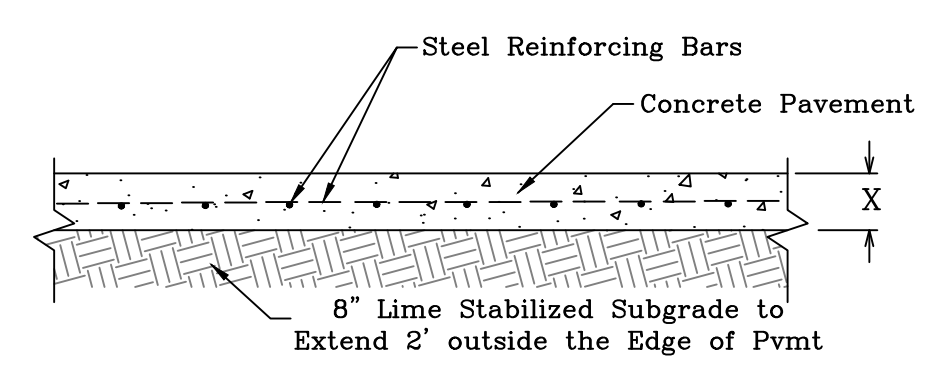 Steel Reinforcing Bars
Concrete Pavement
X
8" Lime Stabilized Subgrade to
Extend 2' outside the Edge of Pvmt